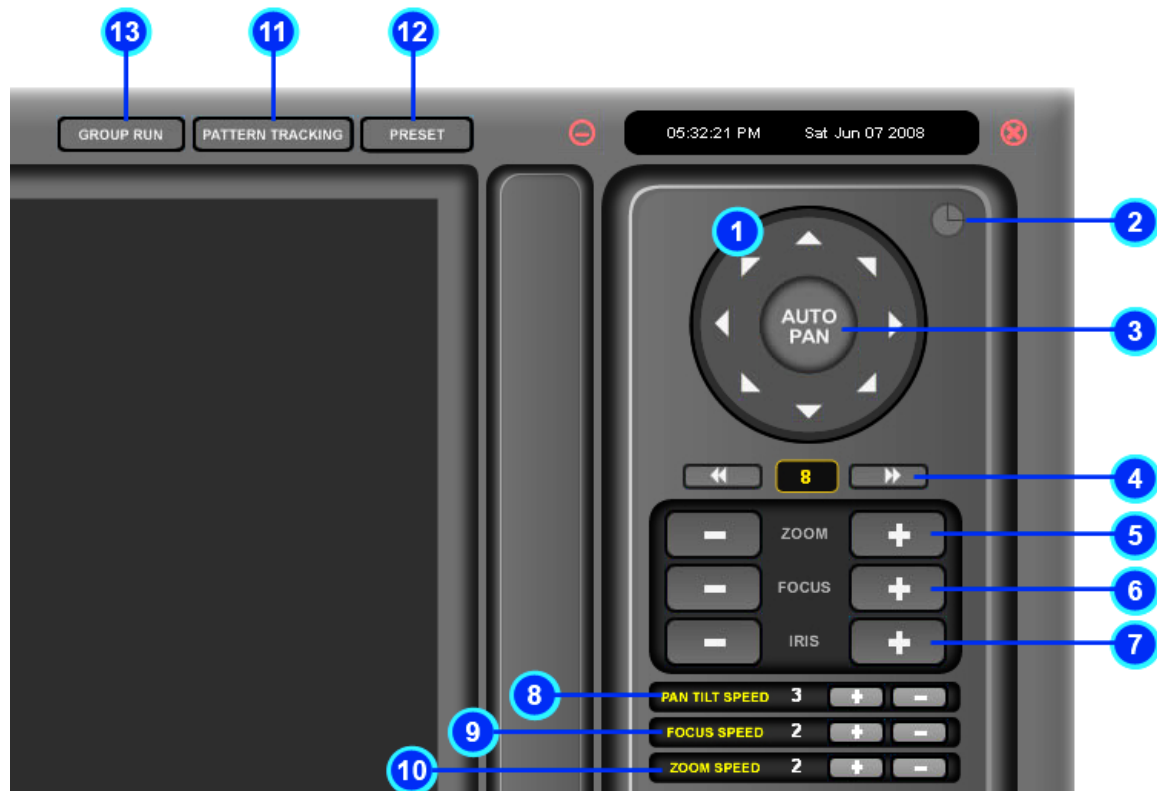 13 11 12
GROUP RUN PATTERN TRACKING PRESET 05:32:21 PM Sat Jun 07 2008
1 2
AUTO
PAN
3
8 4
ZOOM 5
FOCUS 6
IRIS 7
8 PAN TILT SPEED 3
9 FOCUS SPEED 2
10 ZOOM SPEED 2